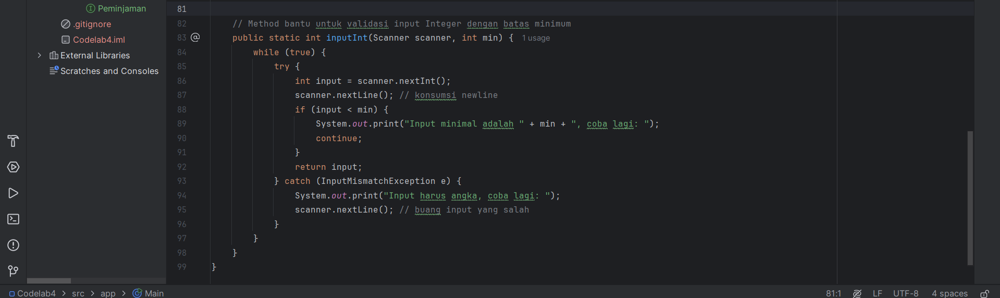 Peminjaman
.gitignore
Codelab4.iml
External Libraries
Scratches and Consoles
81
82 // Method bantu untuk validasi input Integer dengan batas minimum
83 public static int inputInt(Scanner scanner, int min) { 1 usage
84 while (true) {
85 try {
86 int input = scanner.nextInt();
87 scanner.nextLine(); // konsumsi newline
88 if (input < min) {
89 System.out.print("Input minimal adalah " + min + ", coba lagi: ");
90 continue;
91 }
92 return input;
93 } catch (InputMismatchException e) {
94 System.out.print("Input harus angka, coba lagi: ");
95 scanner.nextLine(); // buang input yang salah
96 }
97 }
98 }
99 }
Codelab4 > src > app > Main
81:1 LF UTF-8 4 spaces